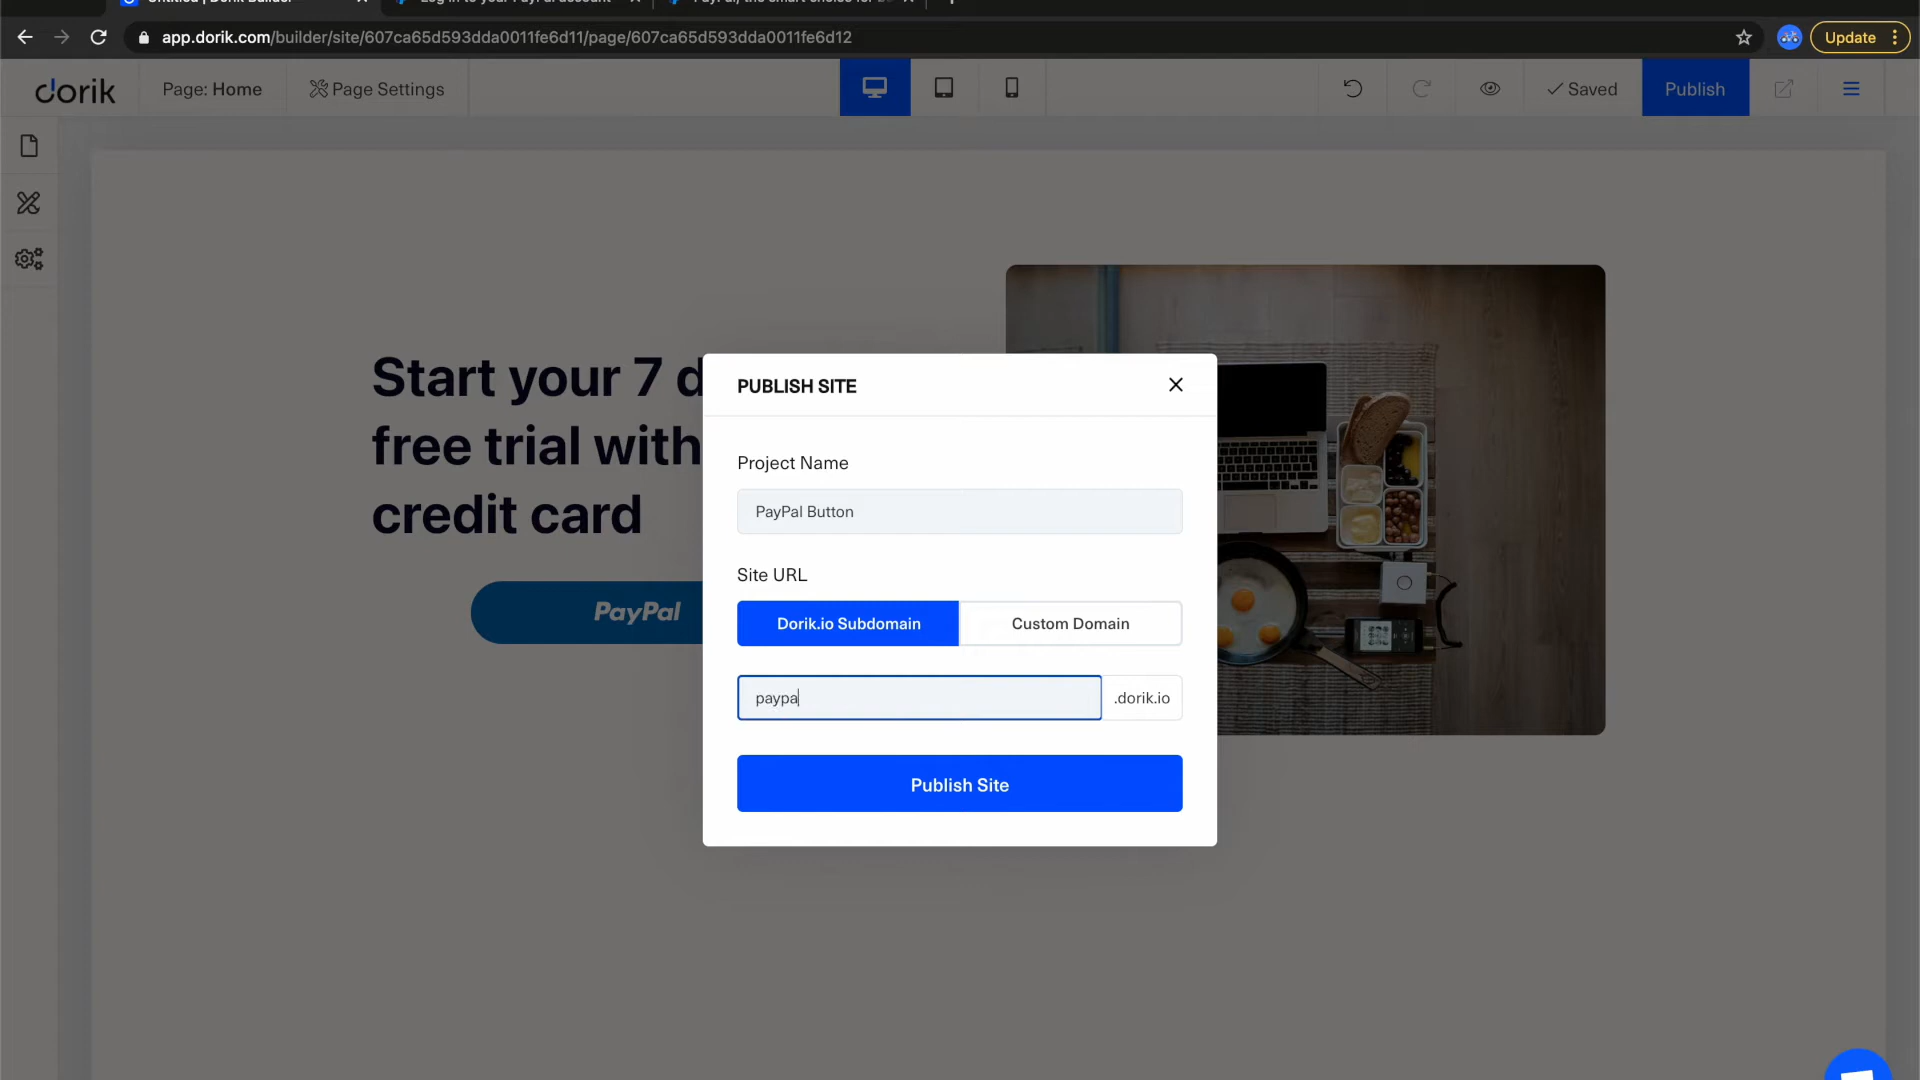 app.dorik.com/builder/site/607ca65d593dda0011fe6d11/page/607ca65d593dda0011fe6d12
Update
dorik
Page: Home
Page Settings
Saved
Publish
Start your 7 d
free trial with
credit card
PayPal
PUBLISH SITE
Project Name
PayPal Button
Site URL
Dorik.io Subdomain
Custom Domain
paypa
.dorik.io
Publish Site